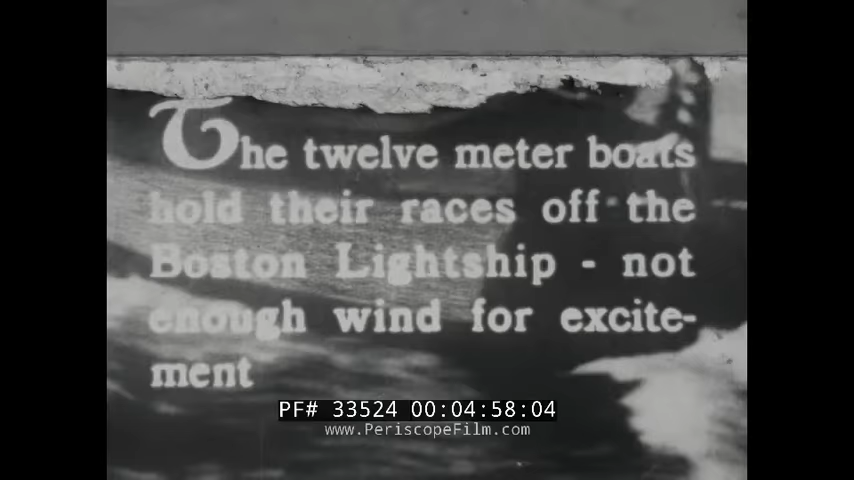 The twelve meter boats
hold their races off the
Boston Lightship - not
enough wind for excite-
ment
PF# 33524 00:04:58:04
www.PeriscopeFilm.com